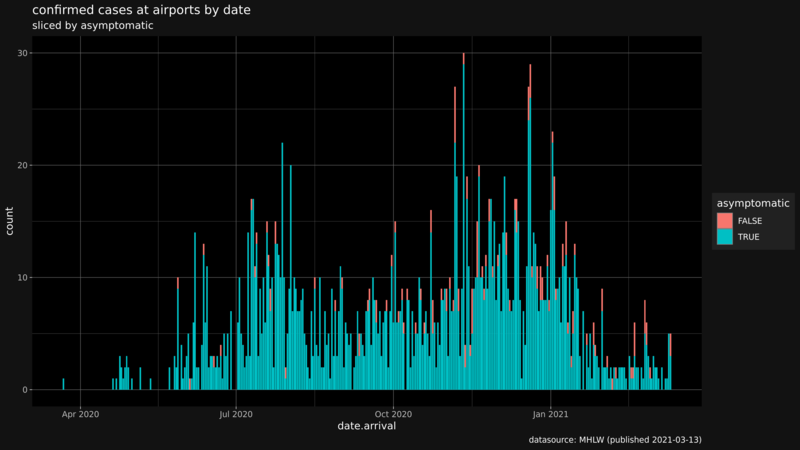 confirmed cases at airports by date
sliced by asymptomatic
30
20
10
0
count
Apr 2020
Jul 2020
Oct 2020
Jan 2021
date.arrival
asymptomatic
FALSE
TRUE
datasource: MHLW (published 2021-03-13)